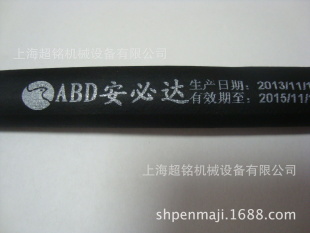 上海超铭机械设备有限公司
ABD安必达 生产日期: 2013/11/1
有效期至: 2015/11/1
上海超铭机械设备有限公司
shpenmaji.1688.com